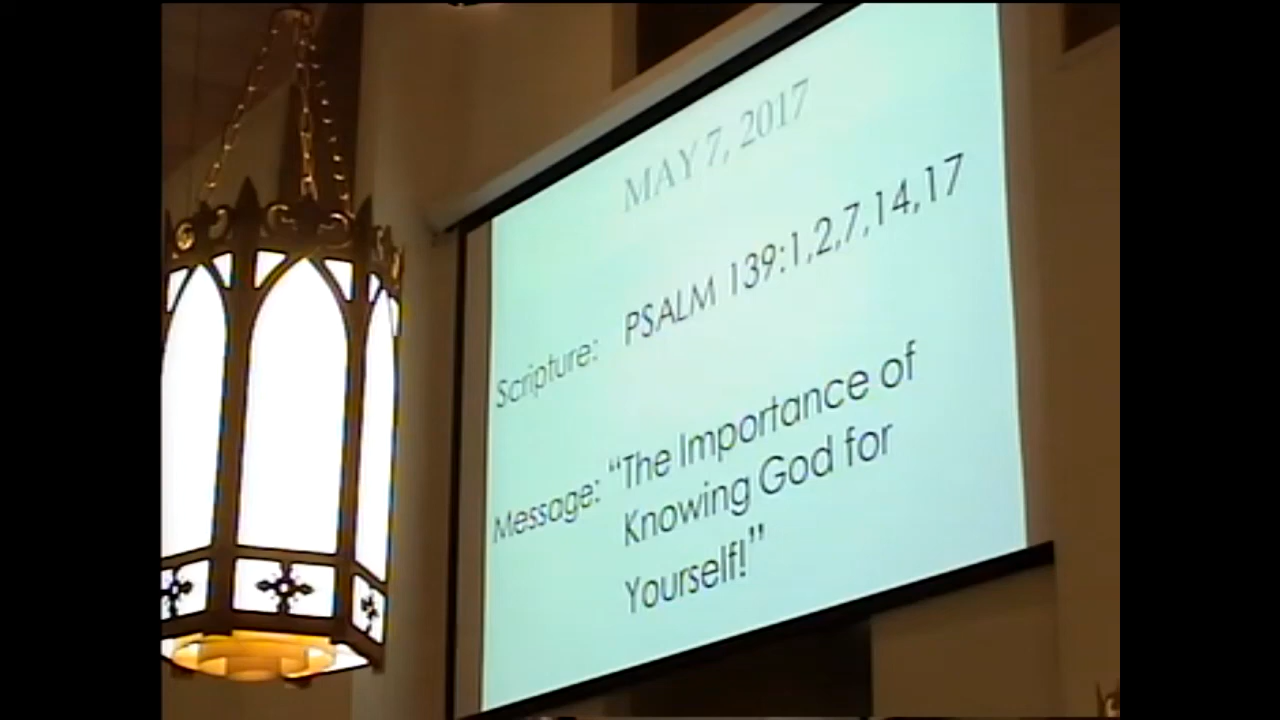 MAY 7, 2017
Scripture: PSALM 139:1,2,7,14,17
Message: “The Importance of
Knowing God for
Yourself!”